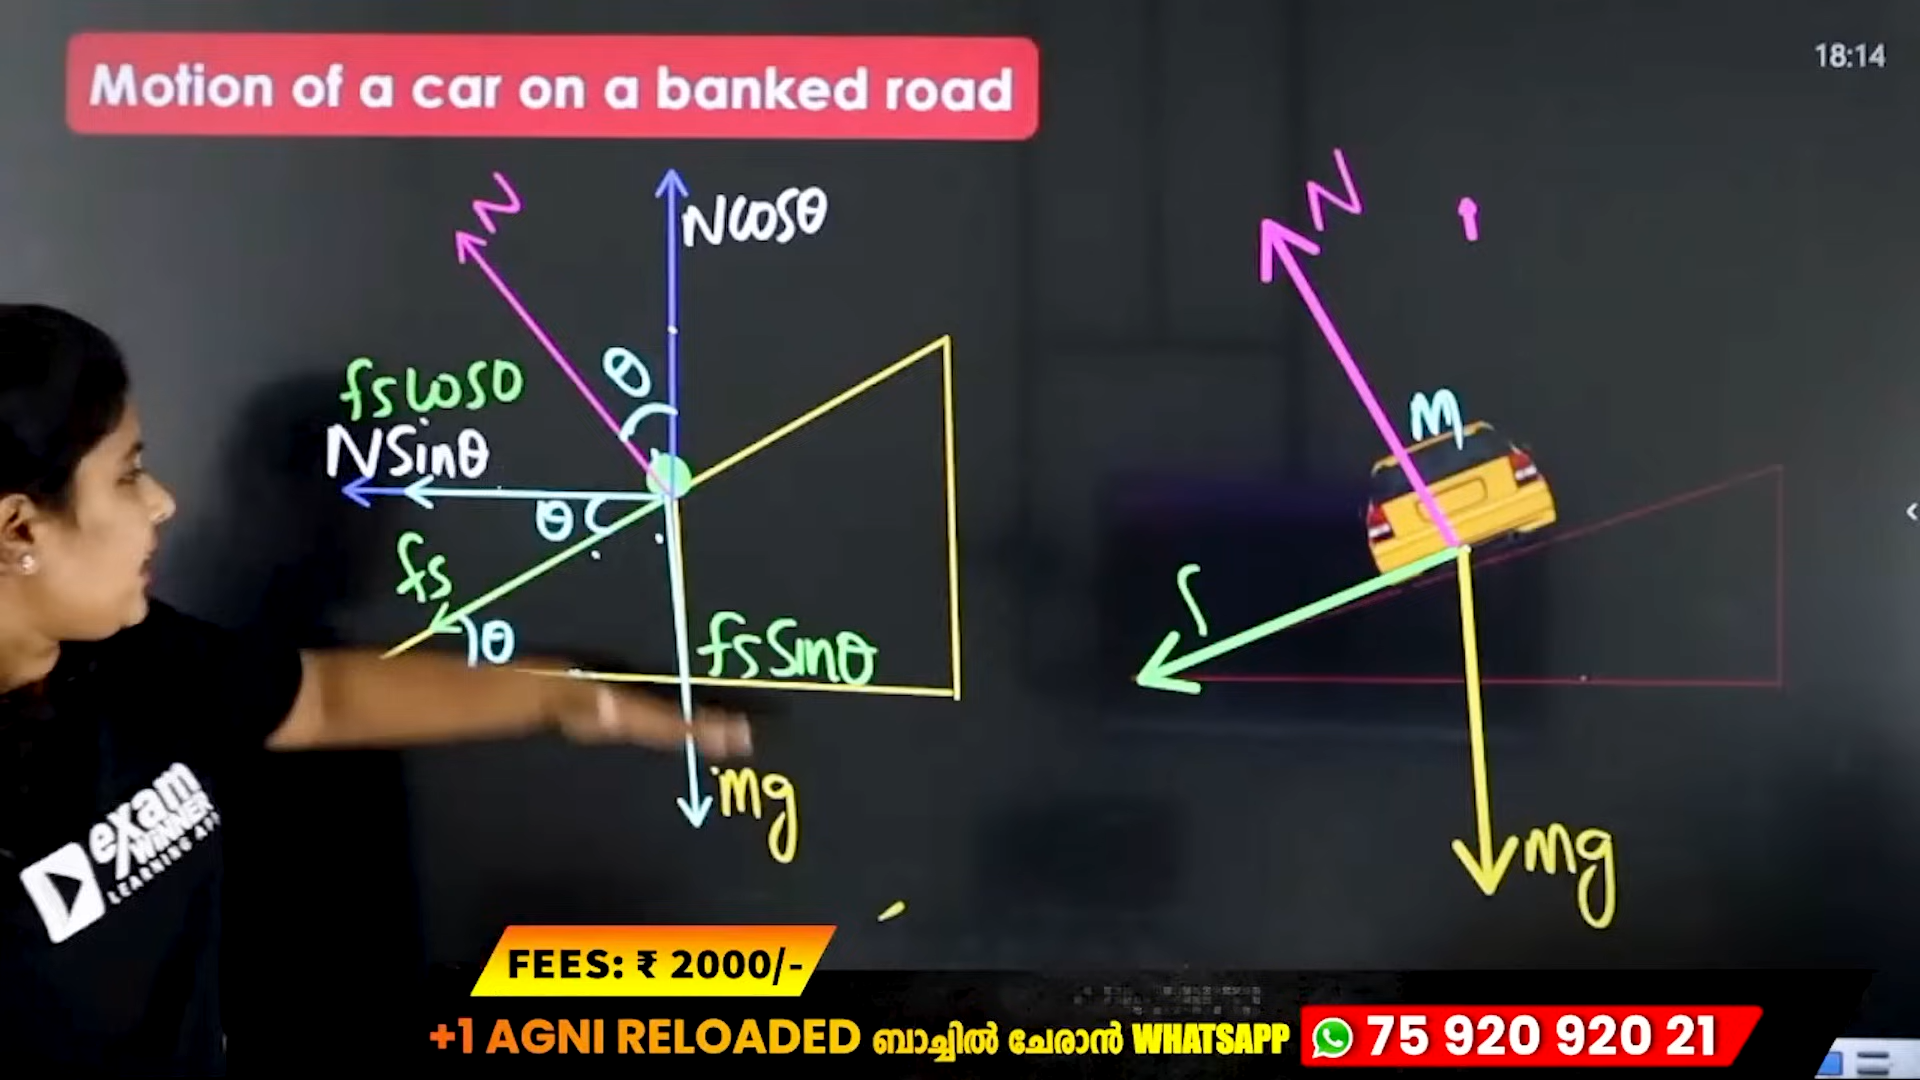 18:14
Motion of a car on a banked road
N
Ncosθ
θ
fscosθ
NSinθ
θ
fs
θ
fsSinθ
mg
N
M
f
mg
exam
WINNER
LEARNING APP
FEES: ₹ 2000/-
+1 AGNI RELOADED ബാച്ചിൽ ചേരാൻ WHATSAPP 75 920 920 21